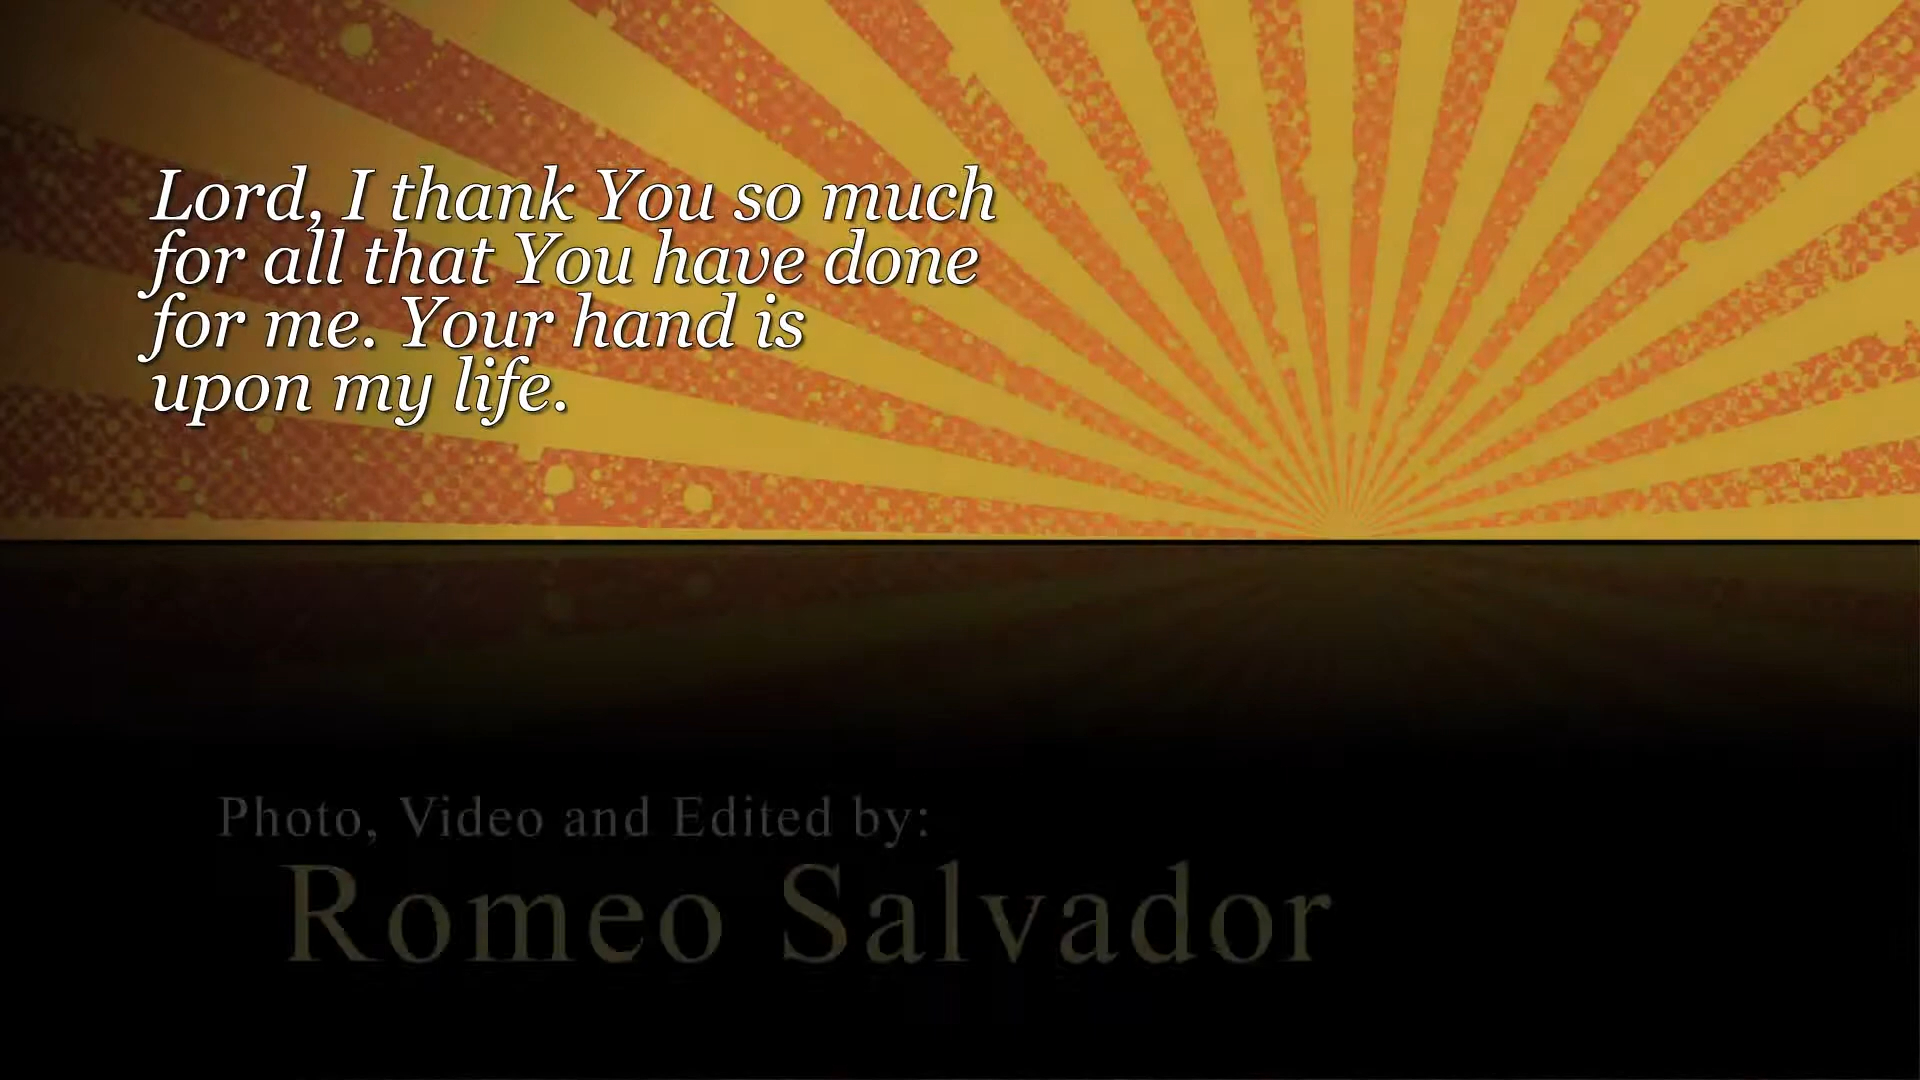 Lord, I thank You so much
for all that You have done
for me. Your hand is
upon my life.
Photo, Video and Edited by:
Romeo Salvador